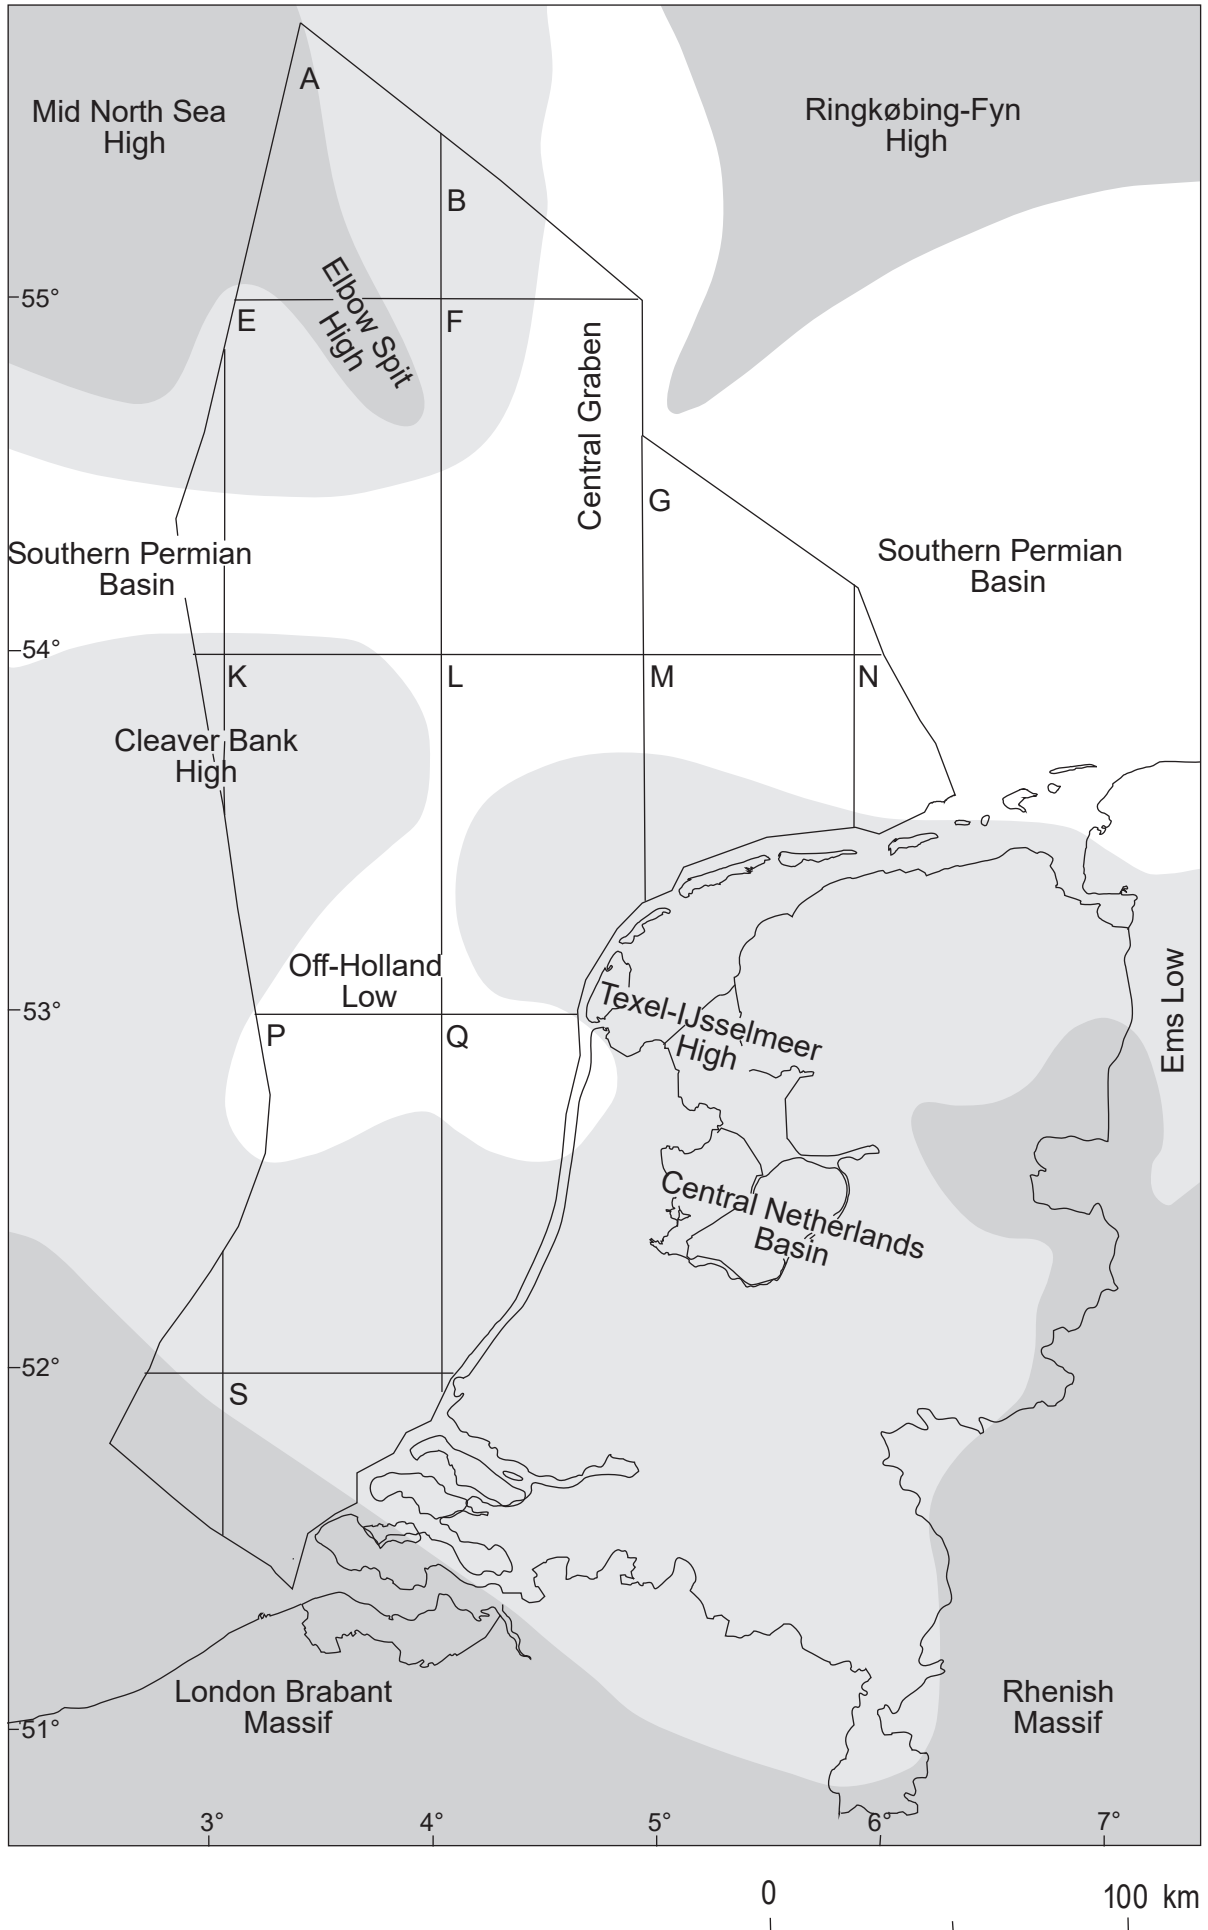 A
Mid North Sea
High
Ringkøbing-Fyn
High
B
55°
E
Elbow Spit
High
F
Central Graben
G
Southern Permian
Basin
Southern Permian
Basin
54°
K
L
M
N
Cleaver Bank
High
Off-Holland
Low
53°
P
Q
Texel-IJsselmeer
High
Ems Low
Central Netherlands
Basin
52°
S
London Brabant
Massif
Rhenish
Massif
51°
3°
4°
5°
6°
7°
0
100 km